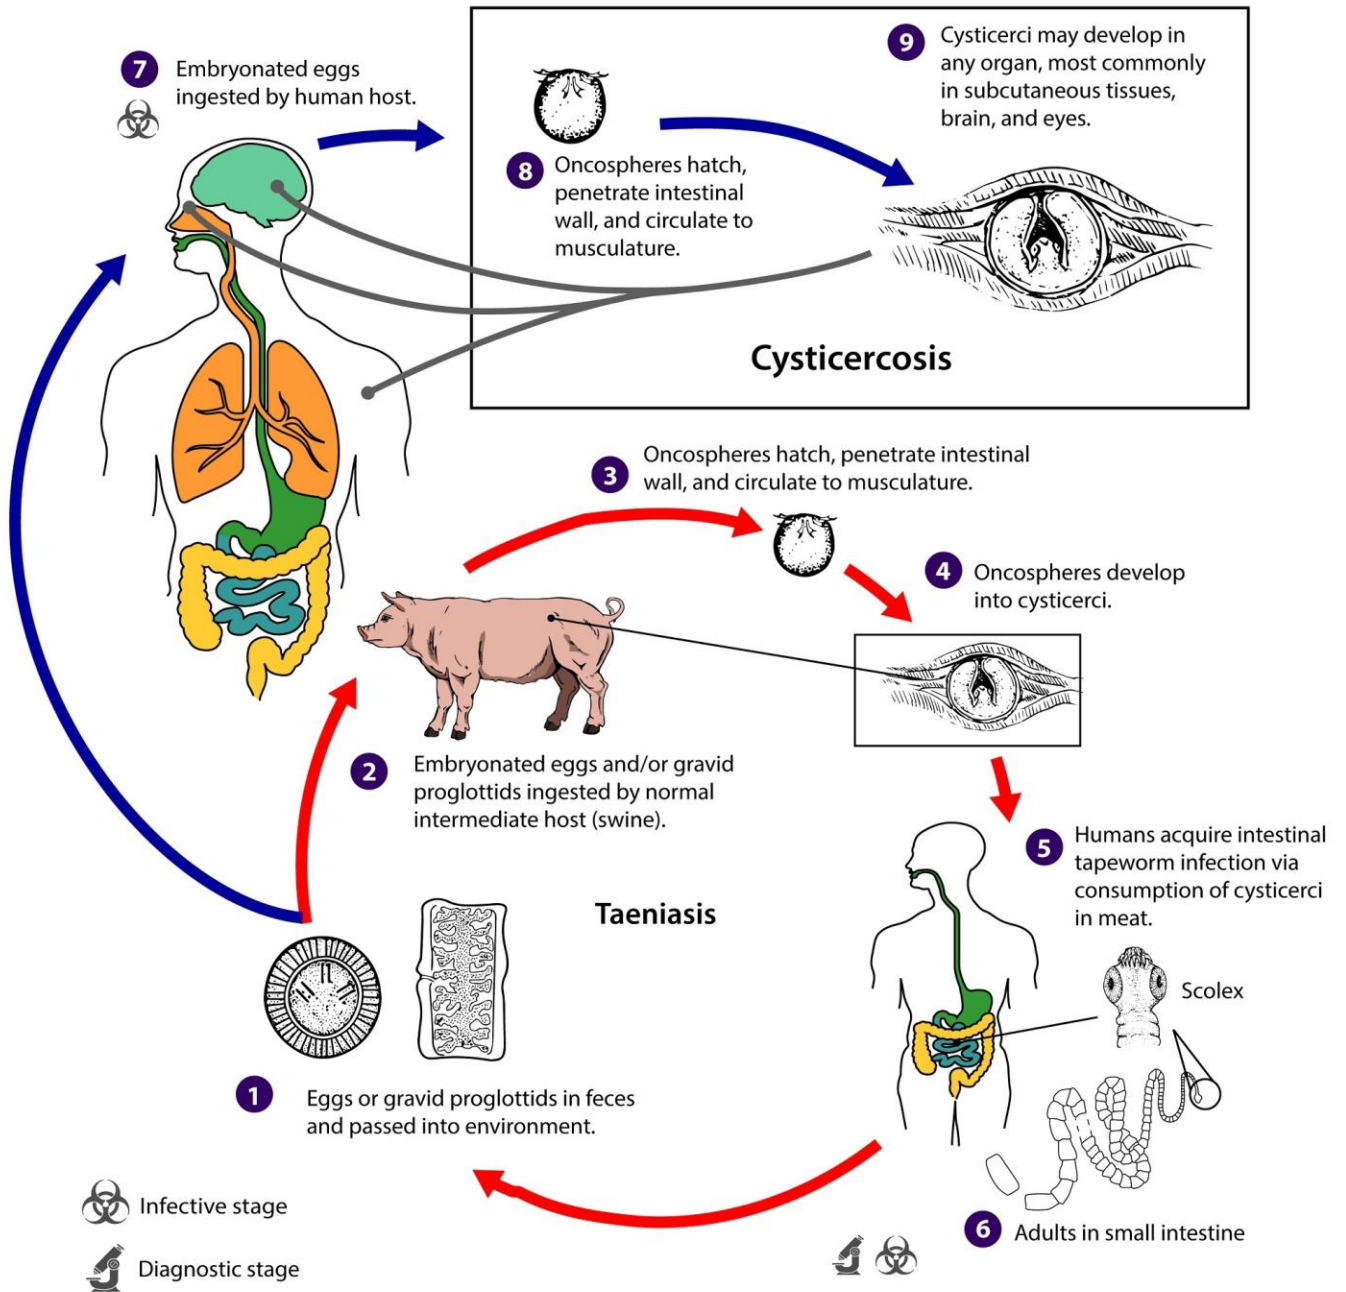 7
Embryonated eggs
ingested by human host.
8
Oncospheres hatch,
penetrate intestinal
wall, and circulate to
musculature.
9
Cysticerci may develop in
any organ, most commonly
in subcutaneous tissues,
brain, and eyes.
Cysticercosis
3
Oncospheres hatch, penetrate intestinal
wall, and circulate to musculature.
4
Oncospheres develop
into cysticerci.
2
Embryonated eggs and/or gravid
proglottids ingested by normal
intermediate host (swine).
5
Humans acquire intestinal
tapeworm infection via
consumption of cysticerci
in meat.
Taeniasis
Scolex
1
Eggs or gravid proglottids in feces
and passed into environment.
6
Adults in small intestine
Infective stage
Diagnostic stage